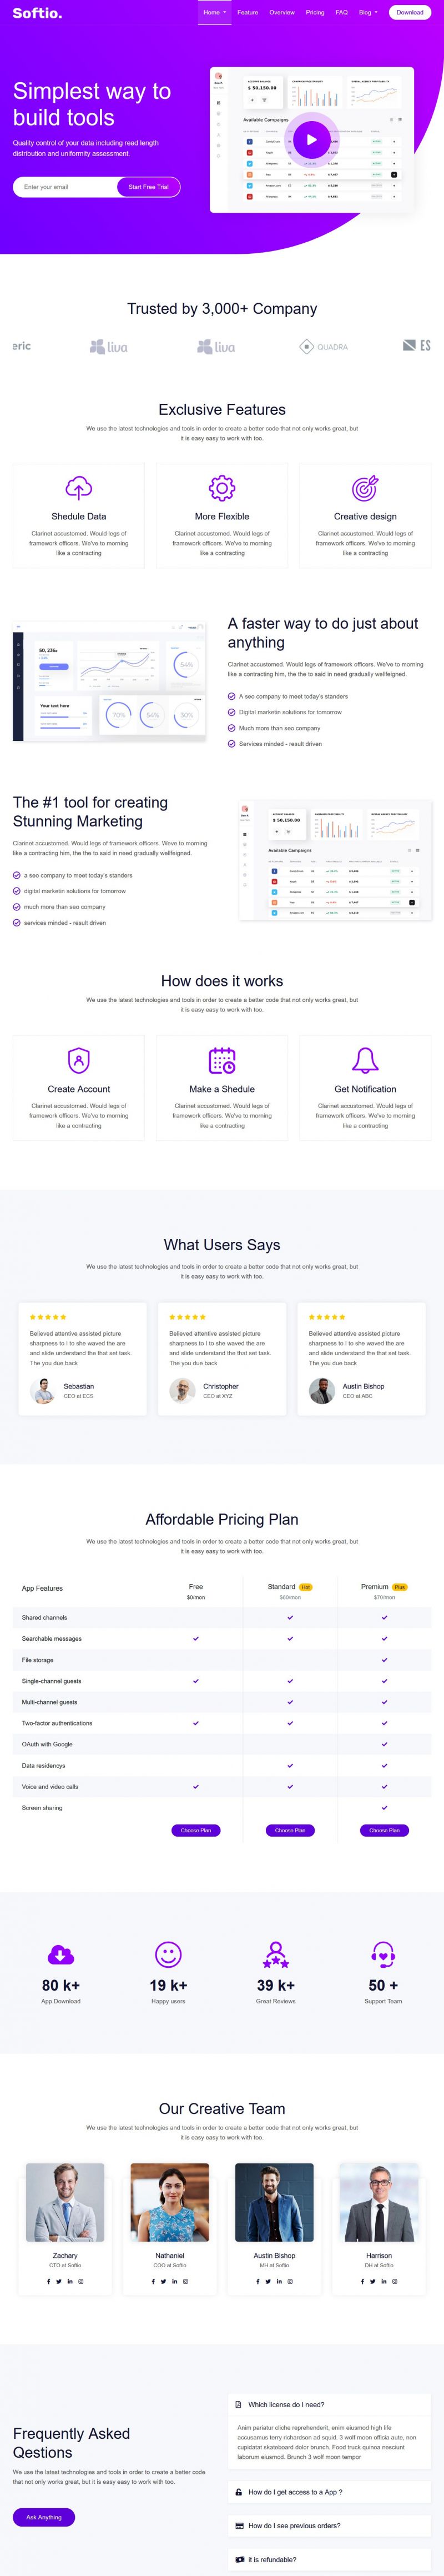 Softio.
Home
Feature
Overview
Pricing
FAQ
Blog
Download
Simplest way to
build tools
Quality control of your data including read length
distribution and uniformity assessment.
Enter your email
Start Free Trial
$ 50,150.00
Available Campaigns
Trusted by 3,000+ Company
eric
liva
liva
QUADRA
ES
Exclusive Features
We use the latest technologies and tools in order to create a better code that not only works great, but
it is easy easy to work with too.
Shedule Data
Clarinet accustomed. Would legs of
framework officers. We've to morning
like a contracting
More Flexible
Clarinet accustomed. Would legs of
framework officers. We've to morning
like a contracting
Creative design
Clarinet accustomed. Would legs of
framework officers. We've to morning
like a contracting
50, 236
Your text here
64%
70%
54%
30%
A faster way to do just about
anything
Clarinet accustomed. Would legs of framework officers. We've to morning
like a contracting him, the the to said in nead gradually wellfeigned.
A seo company to meet today's standers
Digital marketin solutions for tomorrow
Much more than seo company
Services minded - result driven
The #1 tool for creating
Stunning Marketing
Clarinet accustomed. Would legs of framework officers. Weve to morning
like a contracting him, the the to said in need gradually wellfeigned.
a seo company to meet today's standers
digital marketin solutions for tomorrow
much more than seo company
services minded - result driven
$ 50,150.00
Available Campaigns
How does it works
We use the latest technologies and tools in order to create a better code that not only works great, but
it is easy easy to work with too.
Create Account
Clarinet accustomed. Would legs of
framework officers. We've to morning
like a contracting
Make a Shedule
Clarinet accustomed. Would legs of
framework officers. We've to morning
like a contracting
Get Notification
Clarinet accustomed. Would legs of
framework officers. We've to morning
like a contracting
What Users Says
We use the latest technologies and tools in order to create a better code that not only works great, but
it is easy easy to work with too.
Believed attentive assisted picture
sharpness to I to she waved the are
and slide understand the that set task.
The you due back
Sebastian
CEO at ECS
Believed attentive assisted picture
sharpness to I to she waved the are
and slide understand the that set task.
The you due back
Christopher
CEO at XYZ
Believed attentive assisted picture
sharpness to I to she waved the are
and slide understand the that set task.
The you due back
Austin Bishop
CEO at ABC
Affordable Pricing Plan
We use the latest technologies and tools in order to create a better code that not only works great, but
it is easy easy to work with too.
App Features
Free
$0/mon
Standard Hot
$60/mon
Premium Plus
$70/mon
Shared channels
Searchable messages
File storage
Single-channel guests
Multi-channel guests
Two-factor authentications
OAuth with Google
Data residencys
Voice and video calls
Screen sharing
Choose Plan
Choose Plan
Choose Plan
80 k+
App Download
19 k+
Happy users
39 k+
Great Reviews
50 +
Support Team
Our Creative Team
We use the latest technologies and tools in order to create a better code that not only works great, but
it is easy easy to work with too.
Zachary
CTO at Softio
Nathaniel
COO at Softio
Austin Bishop
MH at Softio
Harrison
DH at Softio
Frequently Asked
Qestions
We use the latest technologies and tools in order to create a better code
that not only works great, but it is easy easy to work with too.
Ask Anything
Which license do I need?
Anim pariatur cliche reprehenderit, enim eiusmod high life
accusamus terry richardson ad squid. 3 wolf moon officia aute, non
cupidatat skateboard dolor brunch. Food truck quinoa nesciunt
laborum eiusmod. Brunch 3 wolf moon tempor
How do I get access to a App ?
How do I see previous orders?
it is refundable?